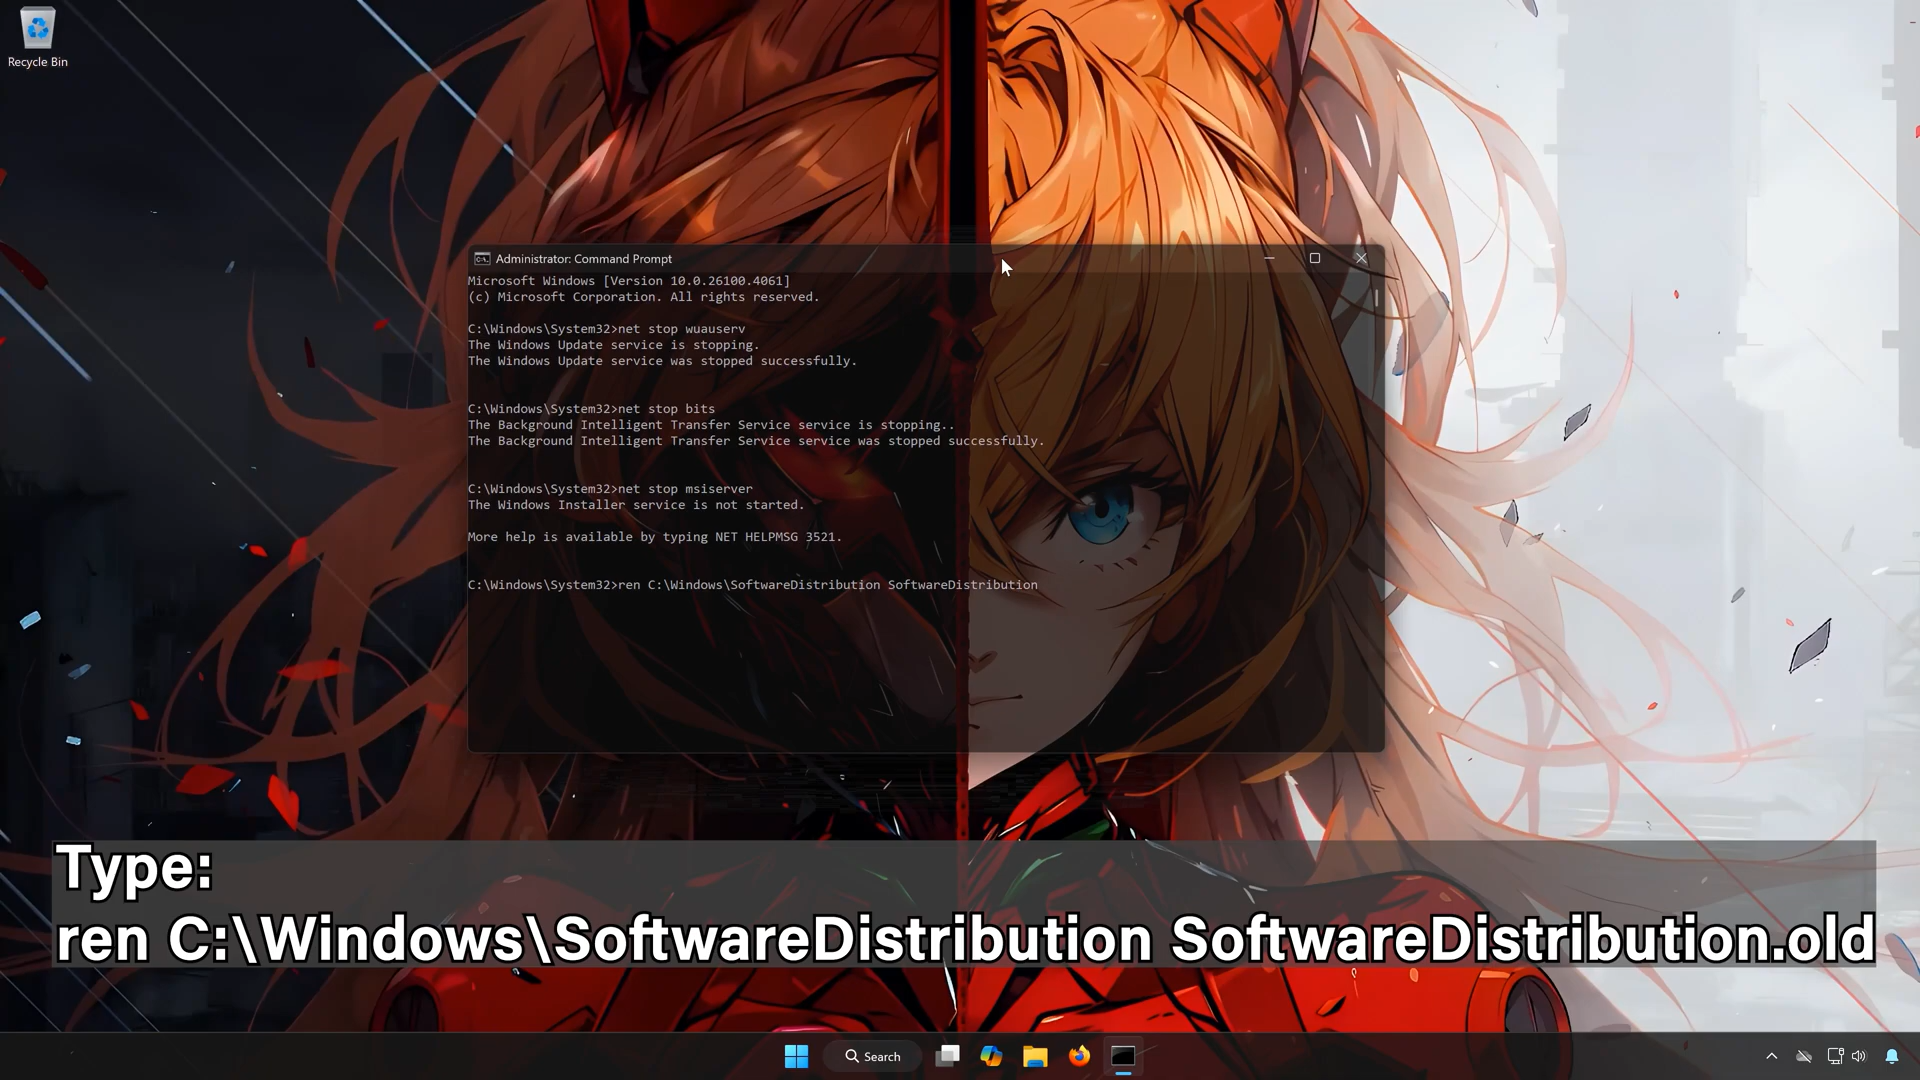 Recycle Bin
Administrator: Command Prompt
Microsoft Windows [Version 10.0.26100.4061]
(c) Microsoft Corporation. All rights reserved.
C:\Windows\System32>net stop wuauserv
The Windows Update service is stopping.
The Windows Update service was stopped successfully.
C:\Windows\System32>net stop bits
The Background Intelligent Transfer Service service is stopping..
The Background Intelligent Transfer Service service was stopped successfully.
C:\Windows\System32>net stop msiserver
The Windows Installer service is not started.
More help is available by typing NET HELPMSG 3521.
C:\Windows\System32>ren C:\Windows\SoftwareDistribution SoftwareDistribution
Type:
ren C:\Windows\SoftwareDistribution SoftwareDistribution.old
Search